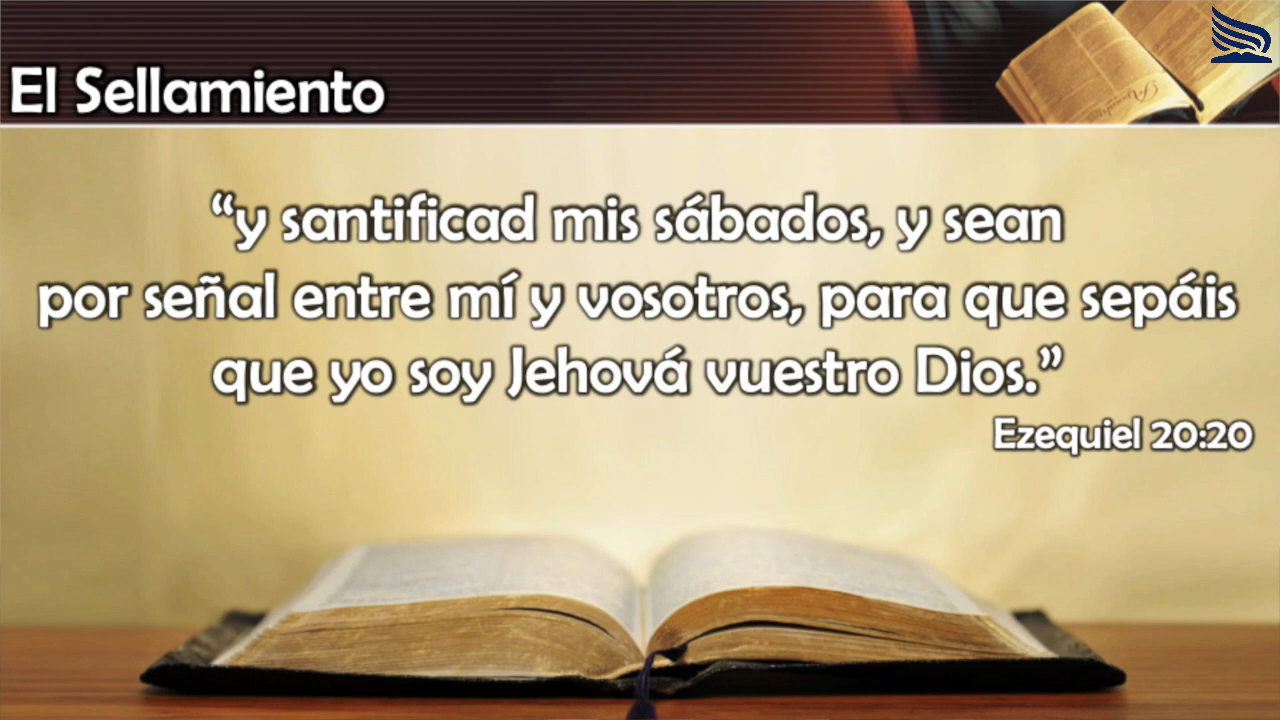 El Sellamiento
“y santificad mis sábados, y sean
por señal entre mí y vosotros, para que sepáis
que yo soy Jehová vuestro Dios.”
Ezequiel 20:20